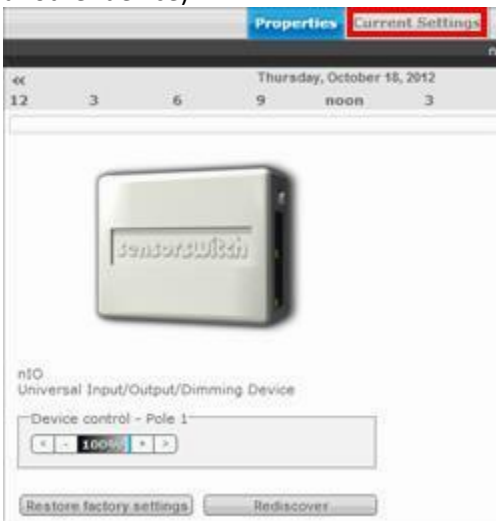 Properties Current Settings
n
«
Thursday, October 18, 2012
12 3 6 9 noon 3
sensorswitch
nIO
Universal Input/Output/Dimming Device
Device control - Pole 1
< - 100% + >
Restore factory settings Rediscover